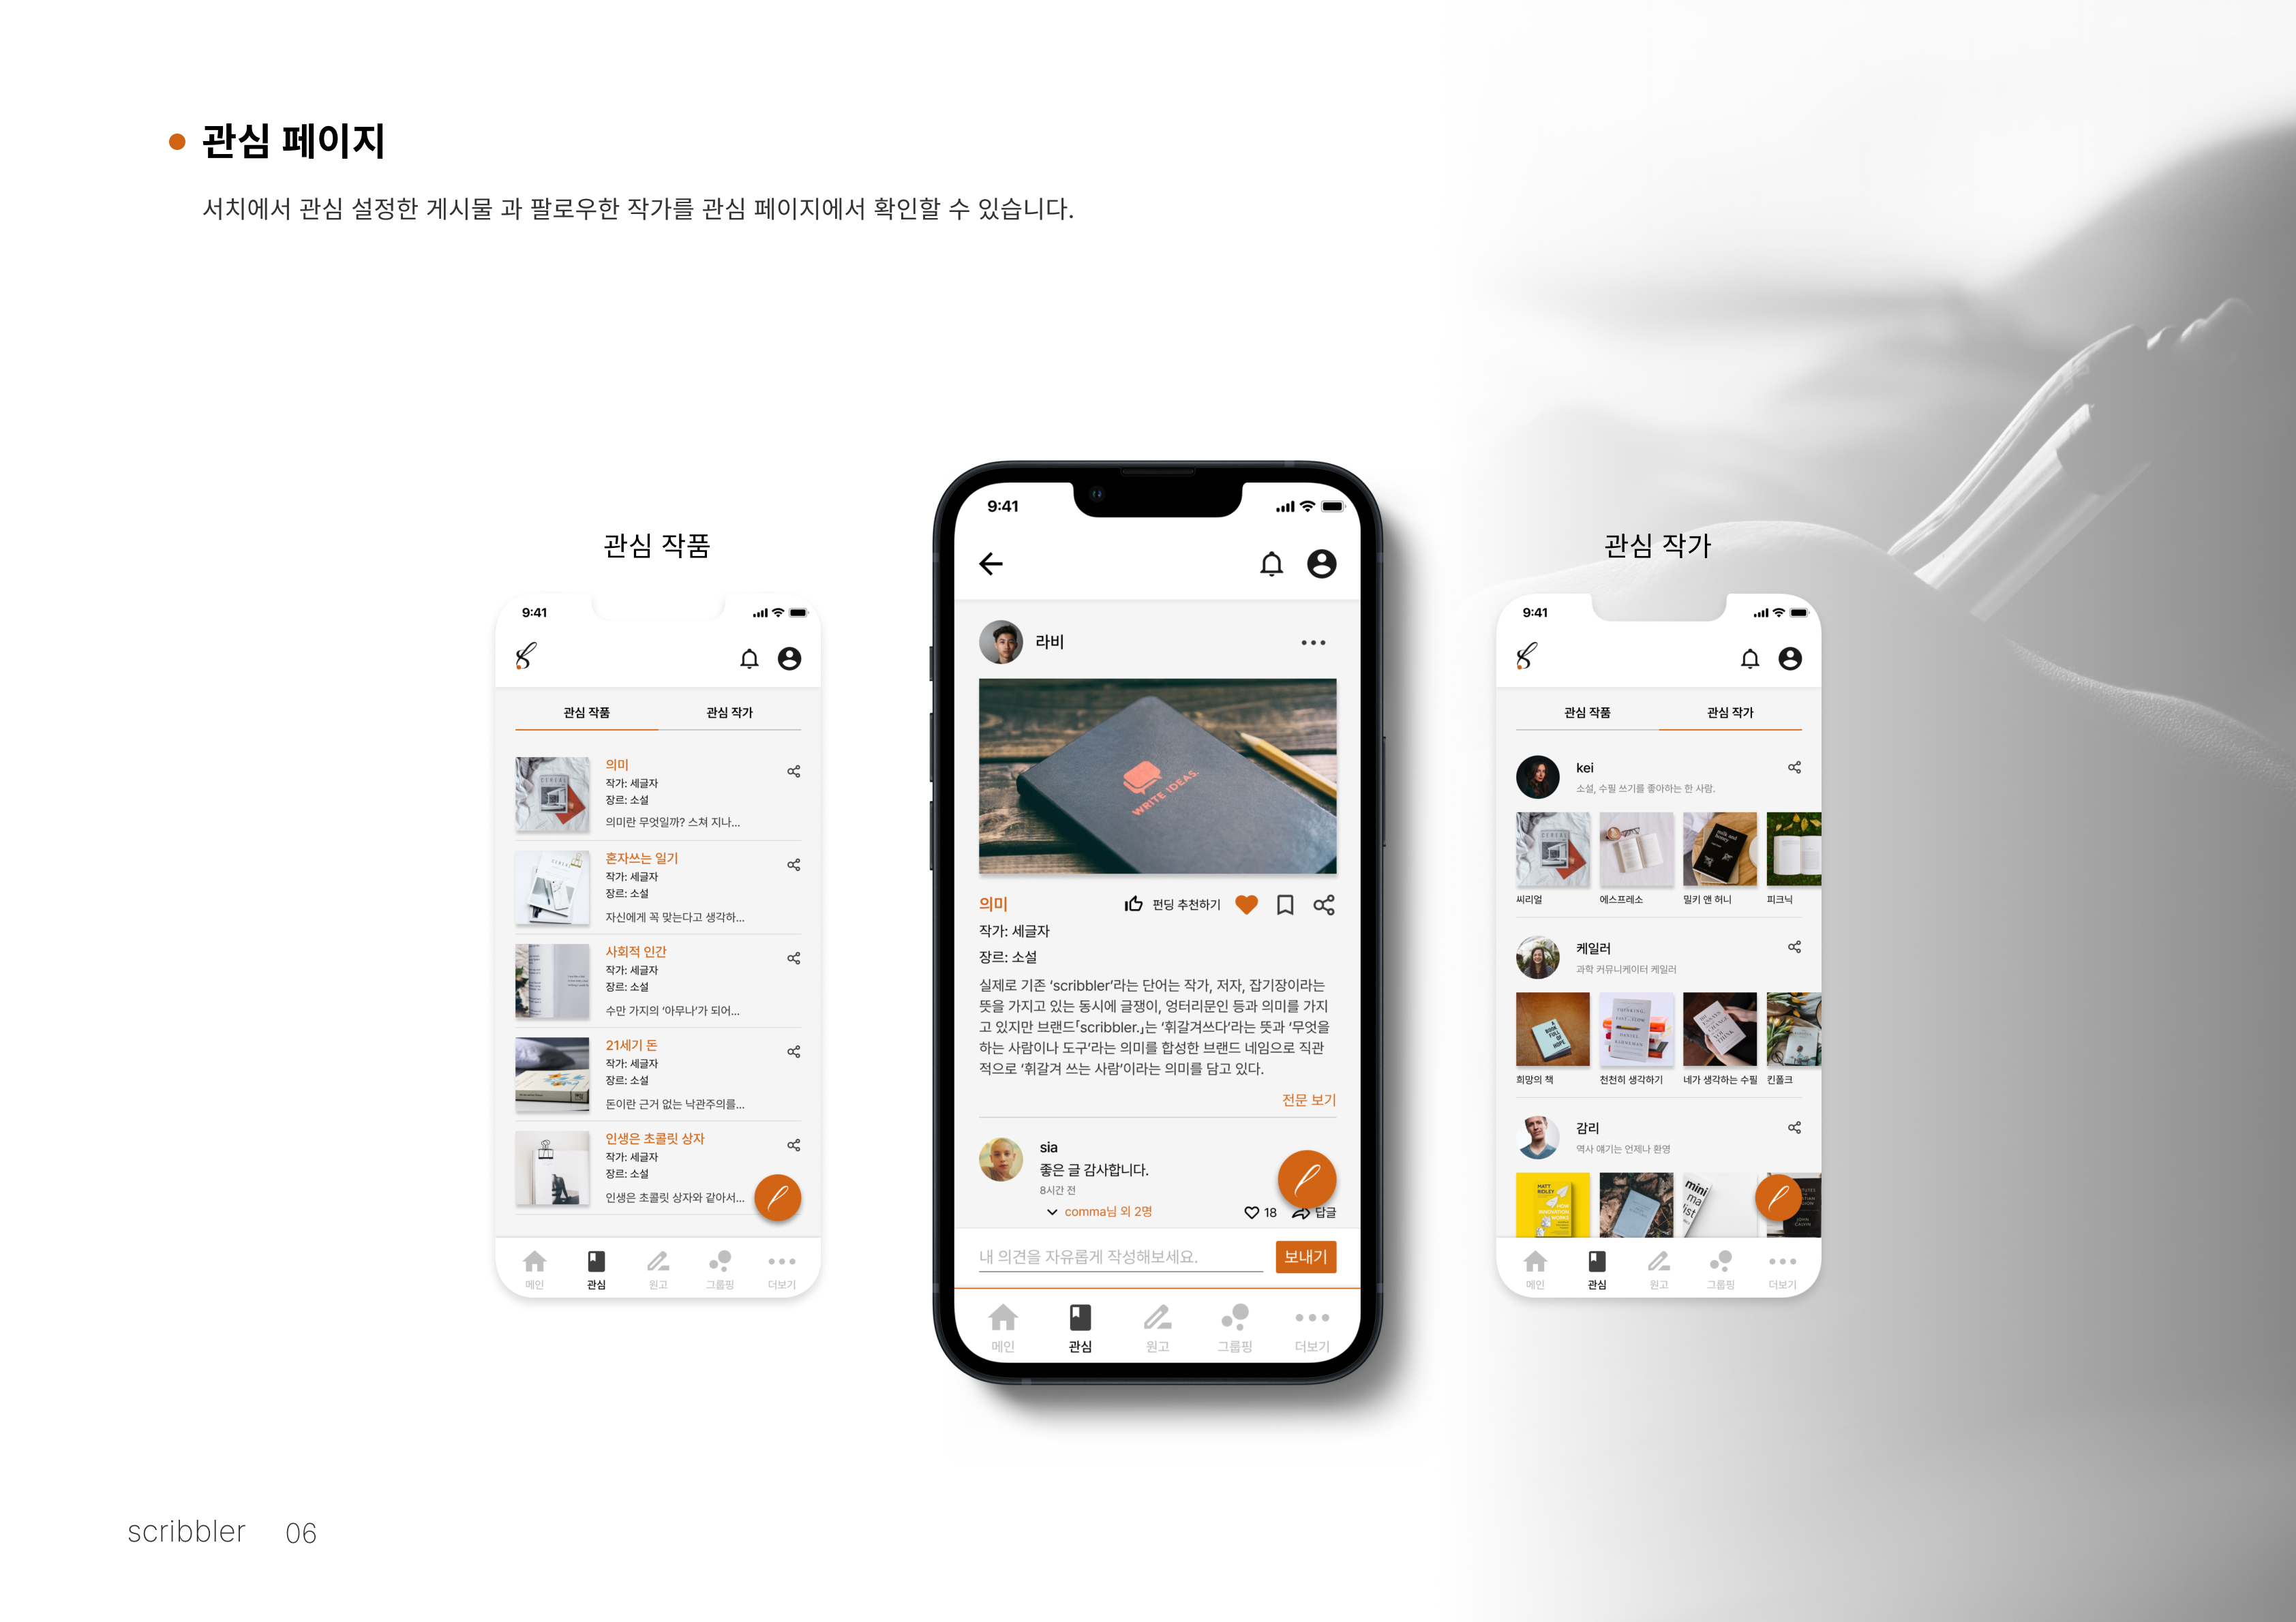 관심 페이지
서치에서 관심 설정한 게시물 과 팔로우한 작가를 관심 페이지에서 확인할 수 있습니다.
관심 작품
9:41
관심 작품 관심 작가
의미
작가: 세글자
장르: 소설
의미란 무엇일까? 스쳐 지나...
혼자쓰는 일기
작가: 세글자
장르: 소설
자신에게 꼭 맞는다고 생각하...
사회적 인간
작가: 세글자
장르: 소설
수만 가지의 ‘아무나’가 되어...
21세기 돈
작가: 세글자
장르: 소설
돈이란 근거 없는 낙관주의를...
인생은 초콜릿 상자
작가: 세글자
장르: 소설
인생은 초콜릿 상자와 같아서...
메인 관심 원고 그룹핑 더보기
9:41
라비
WRITE IDEAS.
의미 펀딩 추천하기
작가: 세글자
장르: 소설
실제로 기존 ‘scribbler’라는 단어는 작가, 저자, 잡기장이라는
뜻을 가지고 있는 동시에 글쟁이, 엉터리문인 등과 의미를 가지
고 있지만 브랜드「scribbler.」는 ‘휘갈겨쓰다’라는 뜻과 ‘무엇을
하는 사람이나 도구’라는 의미를 합성한 브랜드 네임으로 직관
적으로 ‘휘갈겨 쓰는 사람’이라는 의미를 담고 있다.
전문 보기
sia
좋은 글 감사합니다.
8시간 전
comma님 외 2명 18 답글
내 의견을 자유롭게 작성해보세요. 보내기
메인 관심 원고 그룹핑 더보기
관심 작가
9:41
관심 작품 관심 작가
kei
소설, 수필 쓰기를 좋아하는 한 사람.
CEREAL
milk and
honey
씨리얼 에스프레소 밀키 앤 허니 피크닉
케일러
과학 커뮤니케이터 케일러
A
BOOK
FULL
OF
HOPE
희망의 책 천천히 생각하기 네가 생각하는 수필 킨폴크
감리
역사 얘기는 언제나 환영
MATT
RIDLEY
HOW
INNOVATION
WORKS
mini
ma
list
JOHN
CALVIN
메인 관심 원고 그룹핑 더보기
scribbler 06